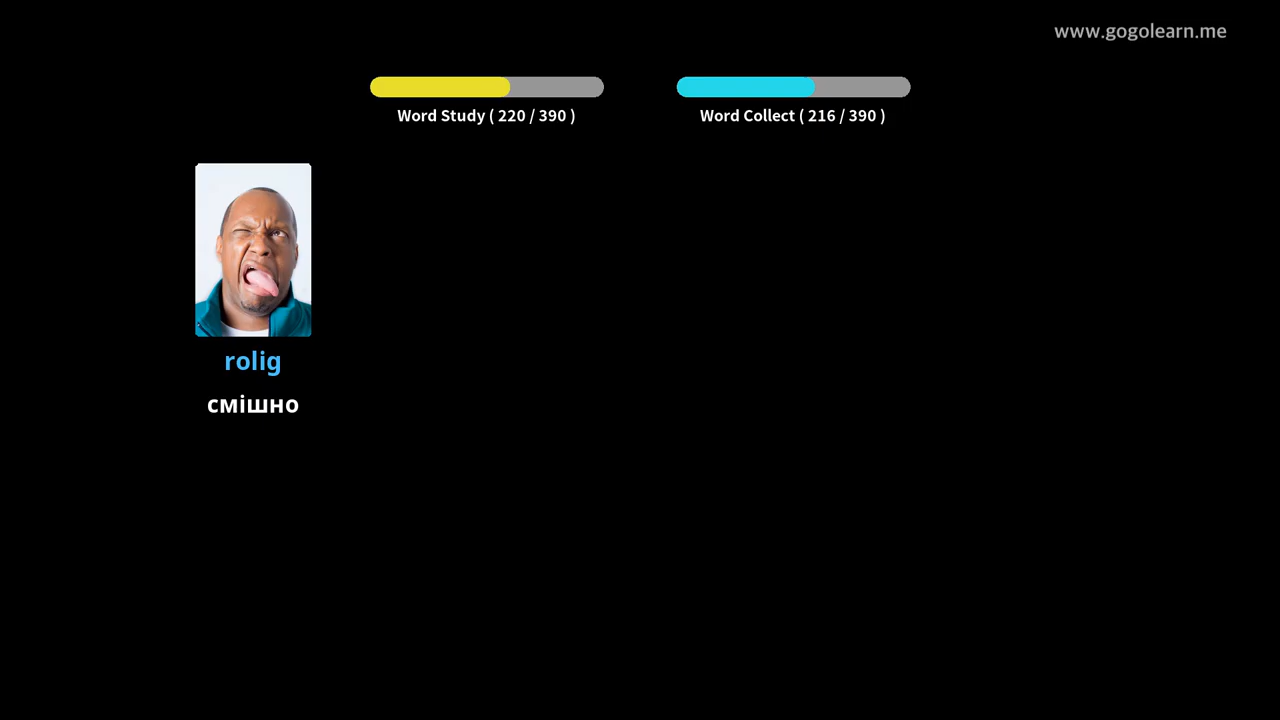 www.gogolearn.me
Word Study ( 220 / 390 )
Word Collect ( 216 / 390 )
rolig
смішно